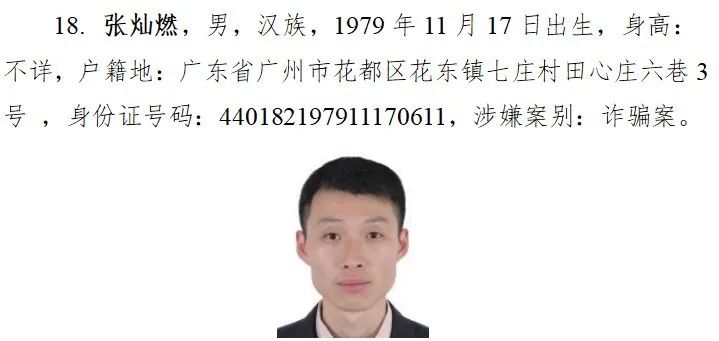 18. 张灿燃，男，汉族，1979 年 11 月 17 日出生，身高：
不详，户籍地：广东省广州市花都区花东镇七庄村田心庄六巷 3
号 ，身份证号码：440182197911170611，涉嫌案别：诈骗案。